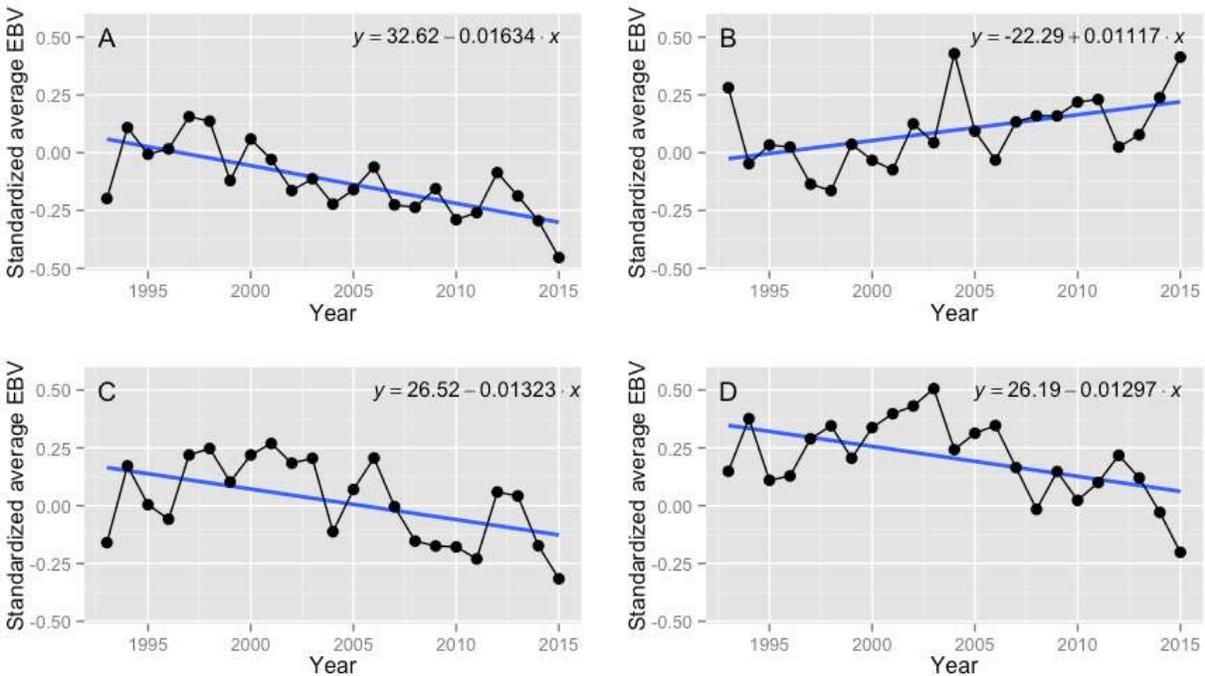 A
y = 32.62 − 0.01634 · x
Standardized average EBV
0.50
0.25
0.00
-0.25
-0.50
1995 2000 2005 2010 2015
Year
B
y = -22.29 + 0.01117 · x
Standardized average EBV
0.50
0.25
0.00
-0.25
-0.50
1995 2000 2005 2010 2015
Year
C
y = 26.52 − 0.01323 · x
Standardized average EBV
0.50
0.25
0.00
-0.25
-0.50
1995 2000 2005 2010 2015
Year
D
y = 26.19 − 0.01297 · x
Standardized average EBV
0.50
0.25
0.00
-0.25
-0.50
1995 2000 2005 2010 2015
Year